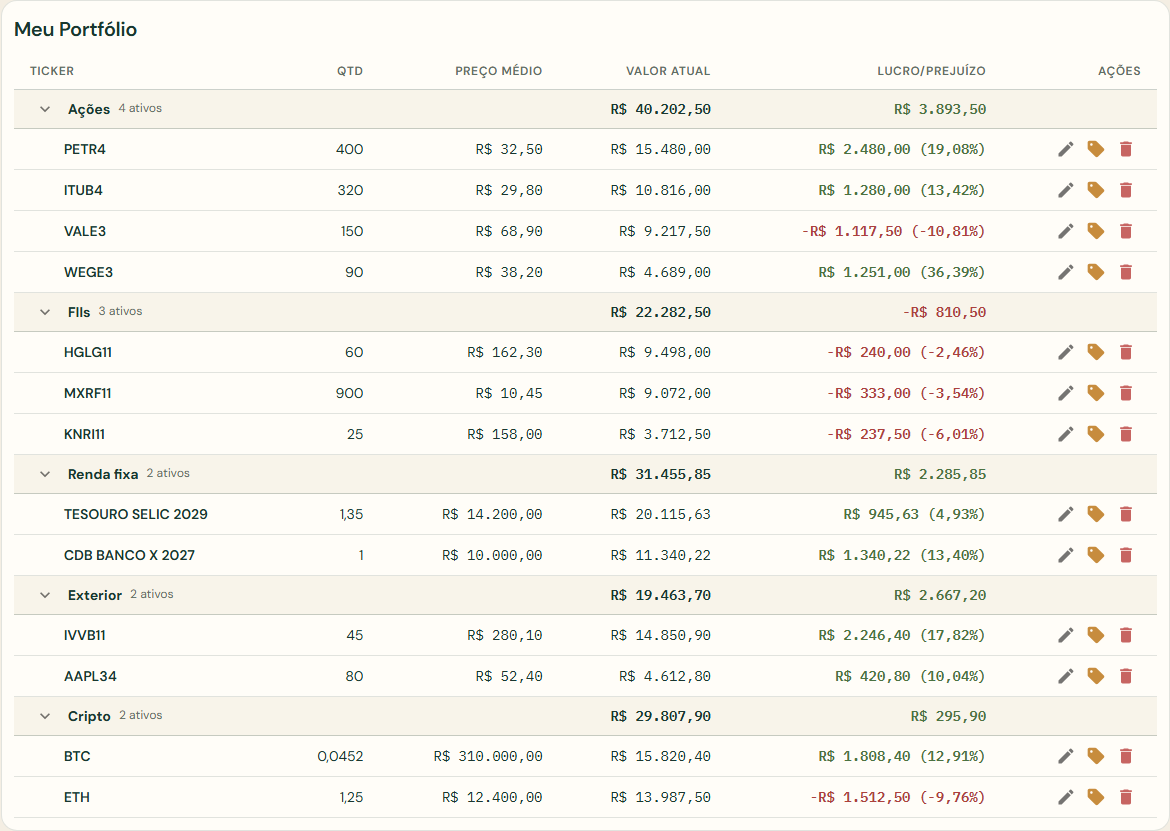 Meu Portfólio
TICKER QTD PREÇO MÉDIO VALOR ATUAL LUCRO/PREJUÍZO AÇÕES
Ações 4 ativos R$ 40.202,50 R$ 3.893,50
PETR4 400 R$ 32,50 R$ 15.480,00 R$ 2.480,00 (19,08%)
ITUB4 320 R$ 29,80 R$ 10.816,00 R$ 1.280,00 (13,42%)
VALE3 150 R$ 68,90 R$ 9.217,50 -R$ 1.117,50 (-10,81%)
WEGE3 90 R$ 38,20 R$ 4.689,00 R$ 1.251,00 (36,39%)
FIIs 3 ativos R$ 22.282,50 -R$ 810,50
HGLG11 60 R$ 162,30 R$ 9.498,00 -R$ 240,00 (-2,46%)
MXRF11 900 R$ 10,45 R$ 9.072,00 -R$ 333,00 (-3,54%)
KNRI11 25 R$ 158,00 R$ 3.712,50 -R$ 237,50 (-6,01%)
Renda fixa 2 ativos R$ 31.455,85 R$ 2.285,85
TESOURO SELIC 2029 1,35 R$ 14.200,00 R$ 20.115,63 R$ 945,63 (4,93%)
CDB BANCO X 2027 1 R$ 10.000,00 R$ 11.340,22 R$ 1.340,22 (13,40%)
Exterior 2 ativos R$ 19.463,70 R$ 2.667,20
IVVB11 45 R$ 280,10 R$ 14.850,90 R$ 2.246,40 (17,82%)
AAPL34 80 R$ 52,40 R$ 4.612,80 R$ 420,80 (10,04%)
Cripto 2 ativos R$ 29.807,90 R$ 295,90
BTC 0,0452 R$ 310.000,00 R$ 15.820,40 R$ 1.808,40 (12,91%)
ETH 1,25 R$ 12.400,00 R$ 13.987,50 -R$ 1.512,50 (-9,76%)